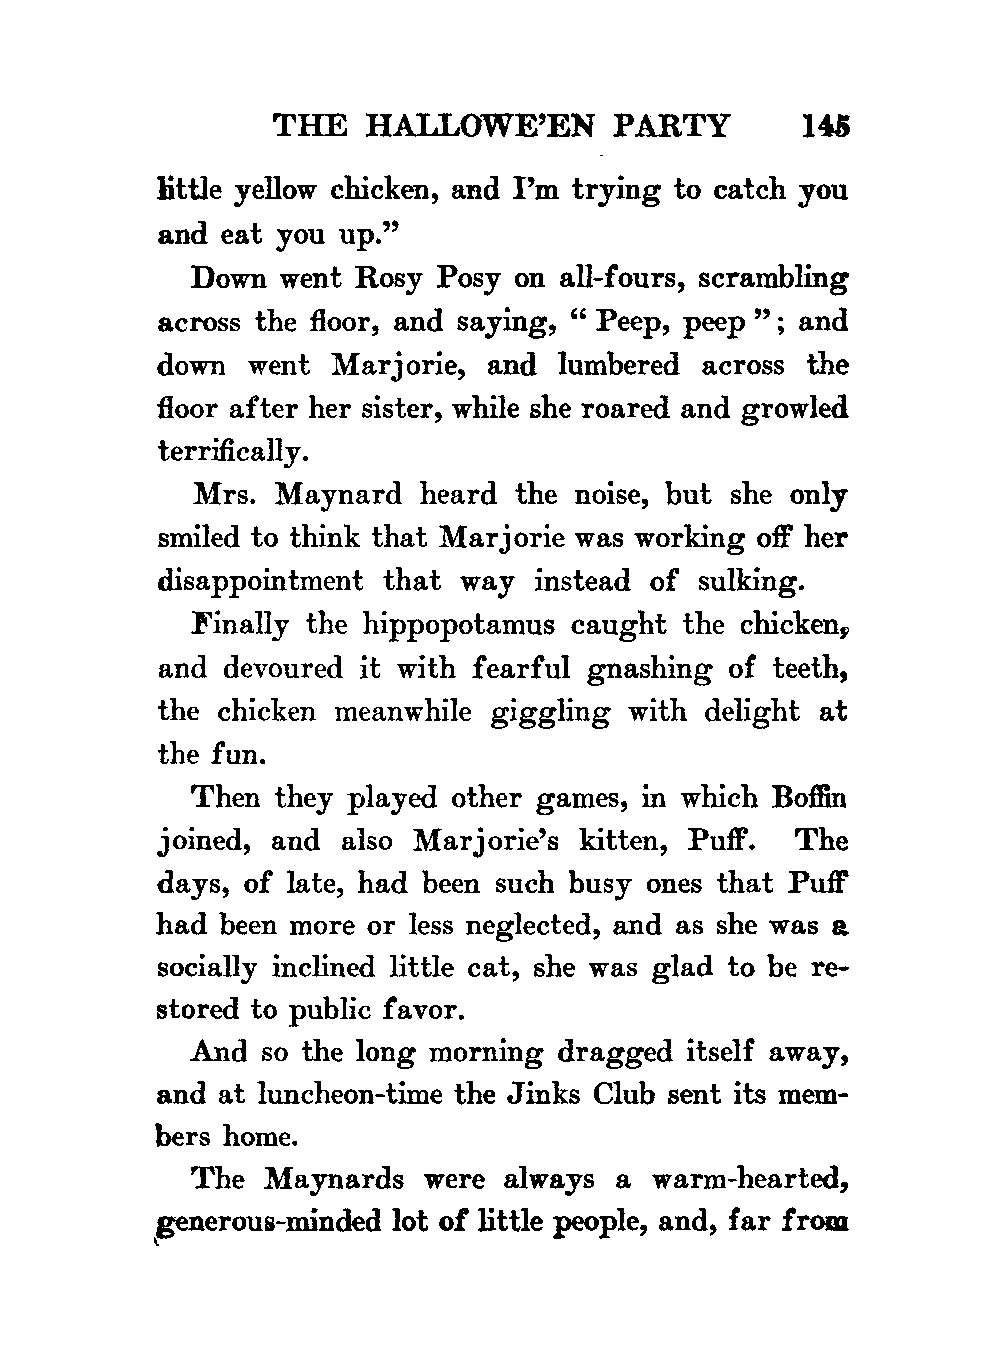 THE HALLOWE'EN PARTY 145
little yellow chicken, and I'm trying to catch you
and eat you up."
Down went Rosy Posy on all-fours, scrambling
across the floor, and saying, " Peep, peep "; and
down went Marjorie, and lumbered across the
floor after her sister, while she roared and growled
terrifically.
Mrs. Maynard heard the noise, but she only
smiled to think that Marjorie was working off her
disappointment that way instead of sulking.
Finally the hippopotamus caught the chicken,
and devoured it with fearful gnashing of teeth,
the chicken meanwhile giggling with delight at
the fun.
Then they played other games, in which Boffin
joined, and also Marjorie's kitten, Puff. The
days, of late, had been such busy ones that Puff
had been more or less neglected, and as she was a
socially inclined little cat, she was glad to be re-
stored to public favor.
And so the long morning dragged itself away,
and at luncheon-time the Jinks Club sent its mem-
bers home.
The Maynards were always a warm-hearted,
generous-minded lot of little people, and, far from